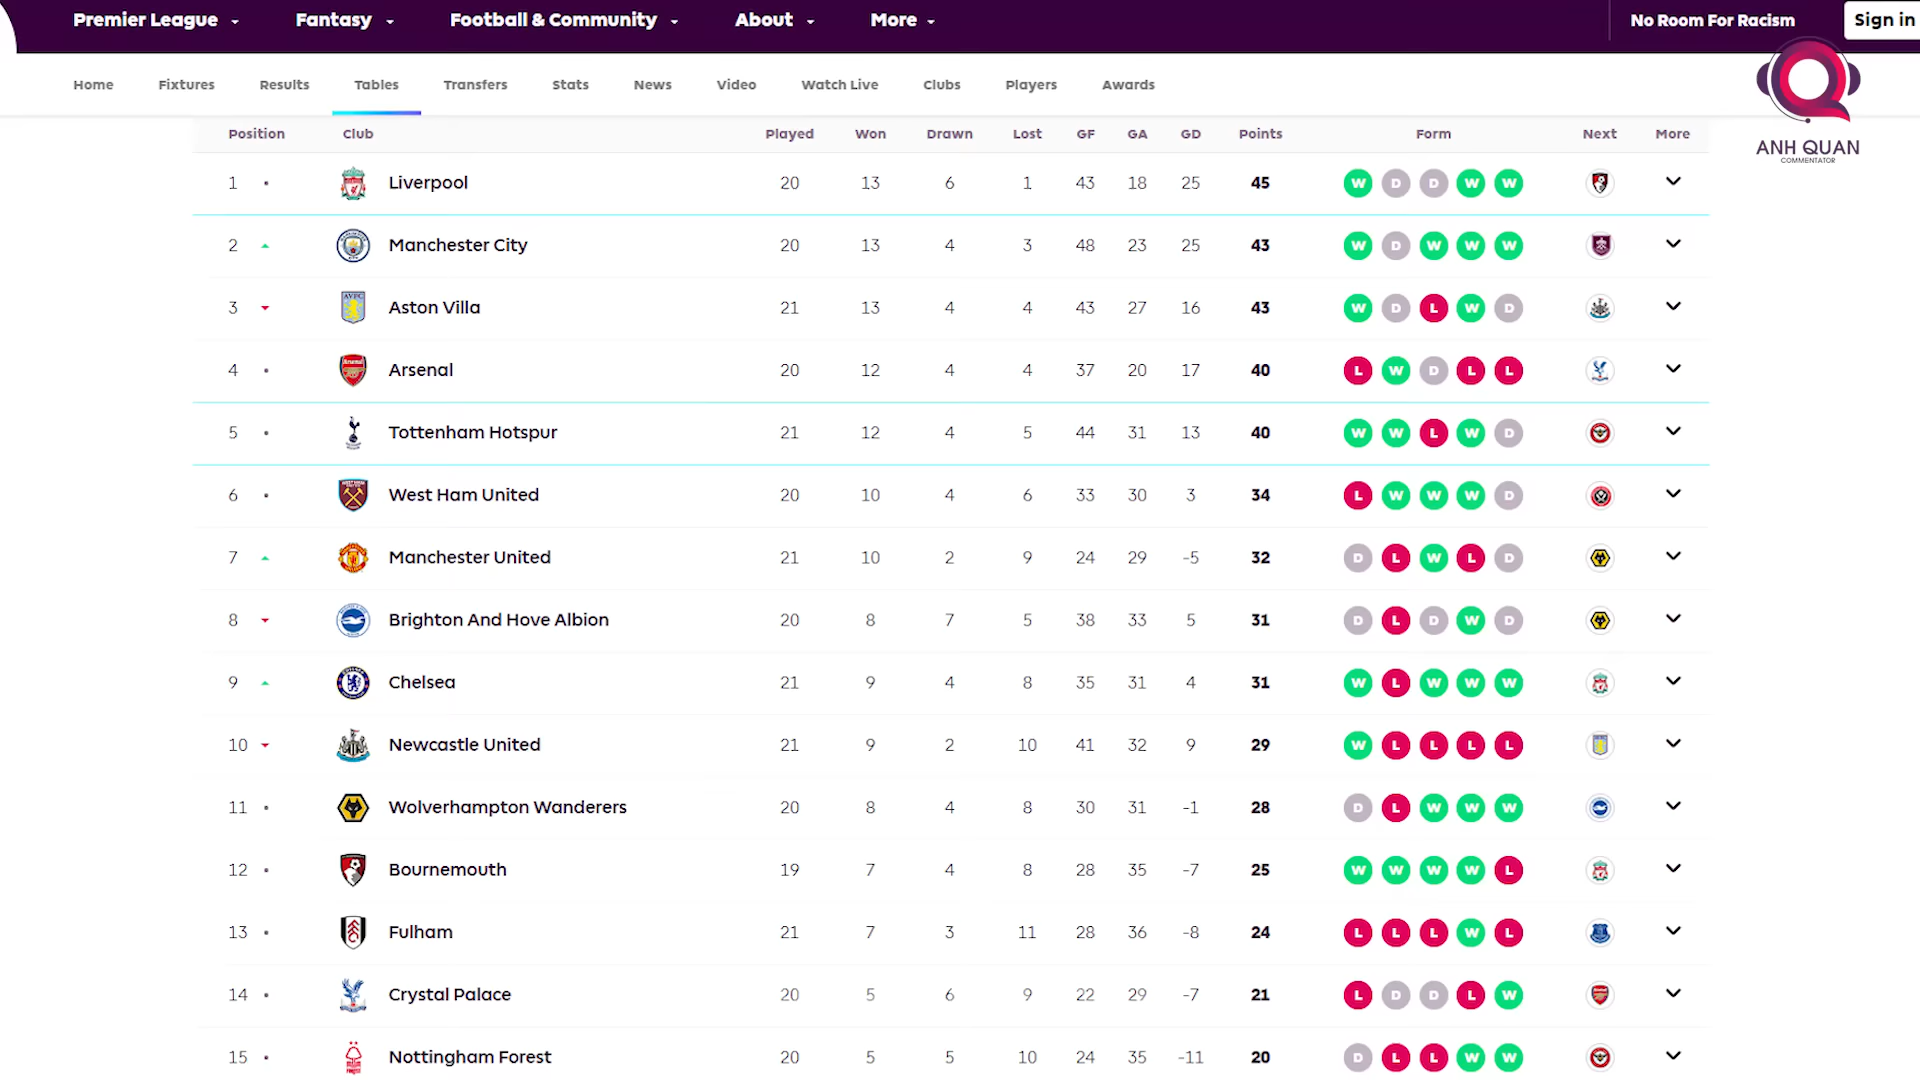 Premier League Fantasy Football & Community About More No Room For Racism Sign in
Home Fixtures Results Tables Transfers Stats News Video Watch Live Clubs Players Awards
ANH QUAN
COMMENTATOR
Position Club Played Won Drawn Lost GF GA GD Points Form Next More
1 Liverpool 20 13 6 1 43 18 25 45 W D D W W
2 Manchester City 20 13 4 3 48 23 25 43 W D W W W
3 Aston Villa 21 13 4 4 43 27 16 43 W D L W D
4 Arsenal 20 12 4 4 37 20 17 40 L W D L L
5 Tottenham Hotspur 21 12 4 5 44 31 13 40 W W L W D
6 West Ham United 20 10 4 6 33 30 3 34 L W W W D
7 Manchester United 21 10 2 9 24 29 -5 32 D L W L D
8 Brighton And Hove Albion 20 8 7 5 38 33 5 31 D L D W D
9 Chelsea 21 9 4 8 35 31 4 31 W L W W W
10 Newcastle United 21 9 2 10 41 32 9 29 W L L L L
11 Wolverhampton Wanderers 20 8 4 8 30 31 -1 28 D L W W W
12 Bournemouth 19 7 4 8 28 35 -7 25 W W W W L
13 Fulham 21 7 3 11 28 36 -8 24 L L L W L
14 Crystal Palace 20 5 6 9 22 29 -7 21 L D D L W
15 Nottingham Forest 20 5 5 10 24 35 -11 20 D L L W W